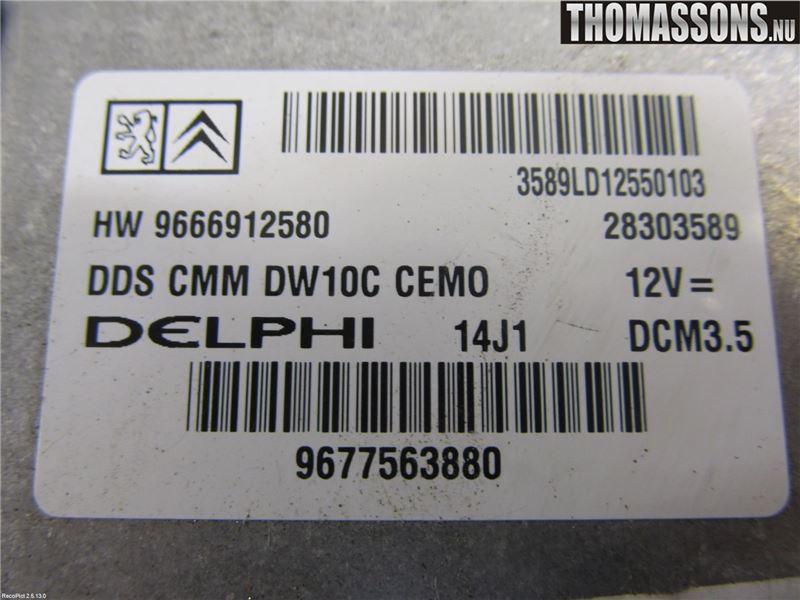 THOMASSONS.NU
3589LD12550103
HW 9666912580 28303589
DDS CMM DW10C CEMO 12V =
DELPHI 14J1 DCM3.5
9677563880
RecoPict 2.5.13.0